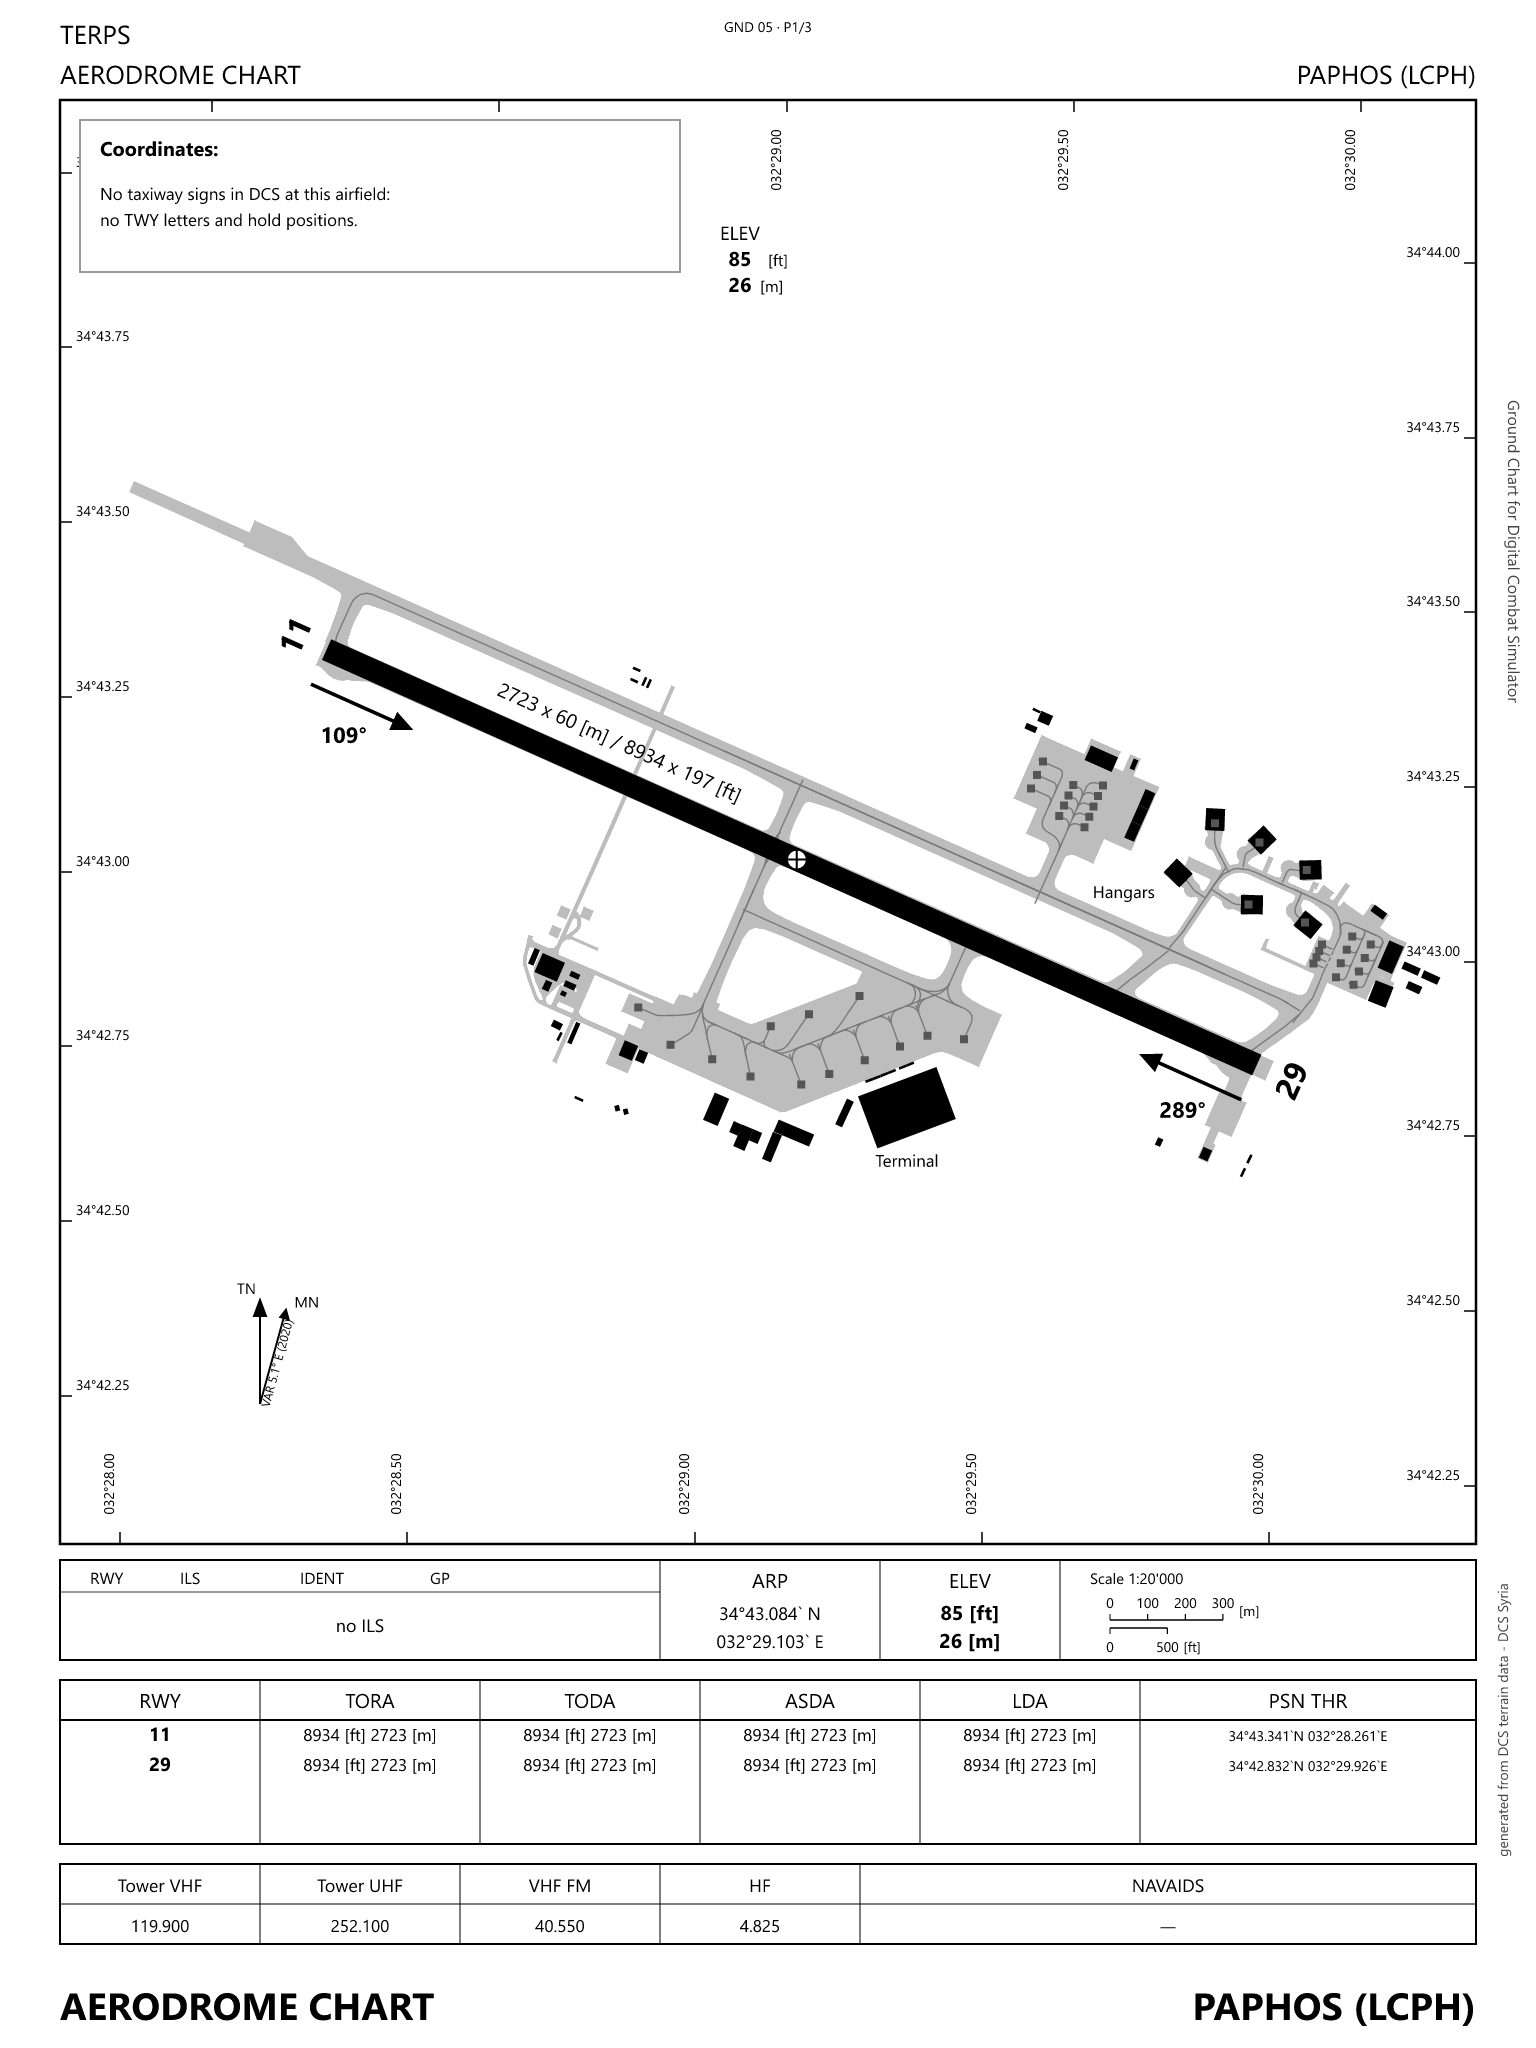 GND 05 · P1/3
TERPS
AERODROME CHART
PAPHOS (LCPH)
Coordinates:
No taxiway signs in DCS at this airfield:
no TWY letters and hold positions.
032°29.00
032°29.50
032°30.00
ELEV
85 [ft]
26 [m]
34°44.00
34°43.75
34°43.75
34°43.50
34°43.50
11
109°
2723 x 60 [m] / 8934 x 197 [ft]
34°43.25
34°43.25
34°43.00
34°43.00
Hangars
34°42.75
34°42.75
29
289°
Terminal
34°42.50
34°42.50
TN
MN
VAR 5.1° E (2020)
34°42.25
34°42.25
032°28.00
032°28.50
032°29.00
032°29.50
032°30.00
Ground Chart for Digital Combat Simulator
RWY ILS IDENT GP
no ILS
ARP
34°43.084` N
032°29.103` E
ELEV
85 [ft]
26 [m]
Scale 1:20'000
0 100 200 300 [m]
0 500 [ft]
RWY TORA TODA ASDA LDA PSN THR
11 8934 [ft] 2723 [m] 8934 [ft] 2723 [m] 8934 [ft] 2723 [m] 8934 [ft] 2723 [m] 34°43.341`N 032°28.261`E
29 8934 [ft] 2723 [m] 8934 [ft] 2723 [m] 8934 [ft] 2723 [m] 8934 [ft] 2723 [m] 34°42.832`N 032°29.926`E
generated from DCS terrain data - DCS Syria
Tower VHF Tower UHF VHF FM HF NAVAIDS
119.900 252.100 40.550 4.825 —
AERODROME CHART
PAPHOS (LCPH)